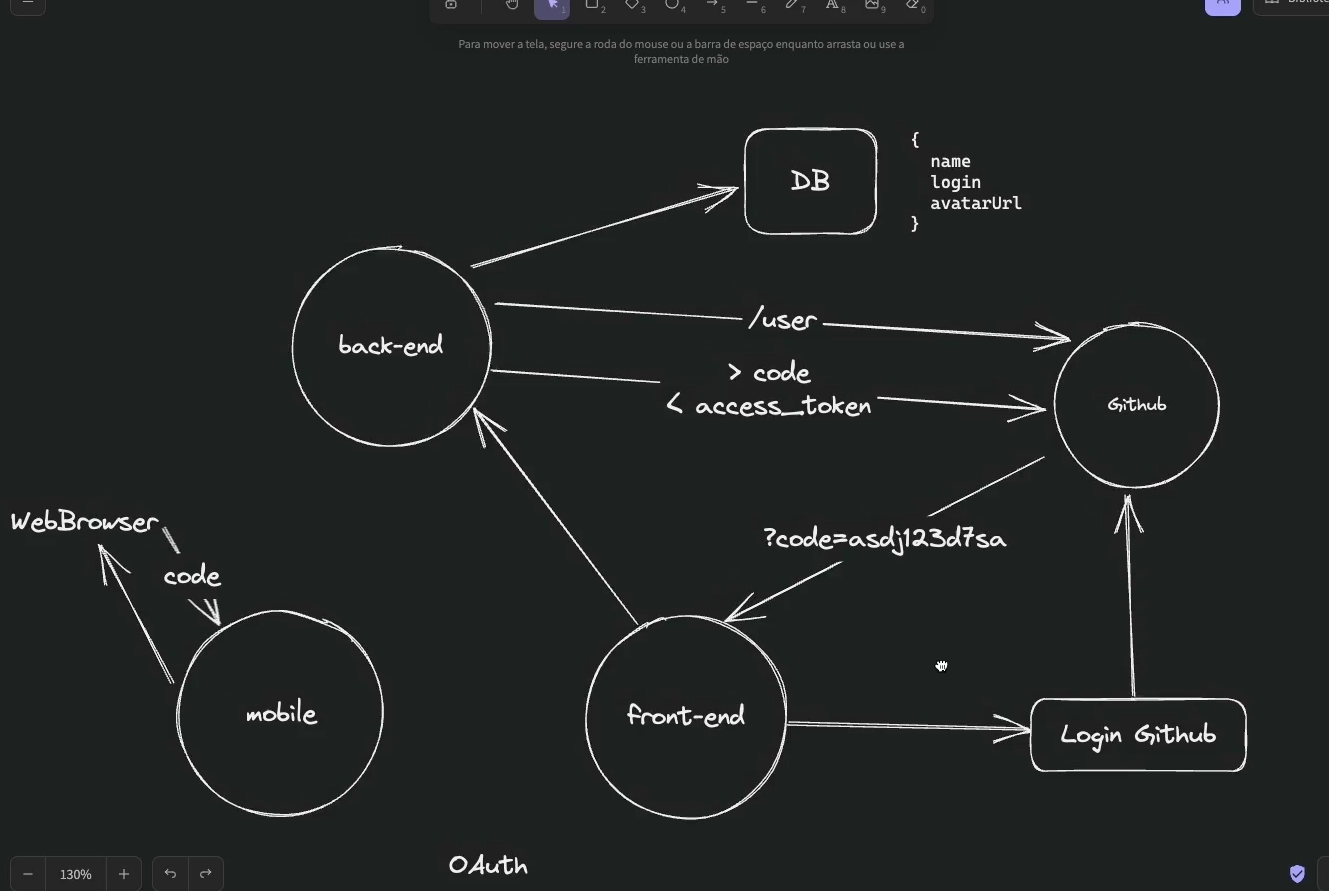 1
2
3
4
5
6
7
8
9
0
Para mover a tela, segure a roda do mouse ou a barra de espaço enquanto arrasta ou use a
ferramenta de mão
DB
{
name
login
avatarUrl
}
/user
back-end
> code
< access_token
Github
WebBrowser
?code=asdj123d7sa
code
mobile
front-end
Login Github
OAuth
130%